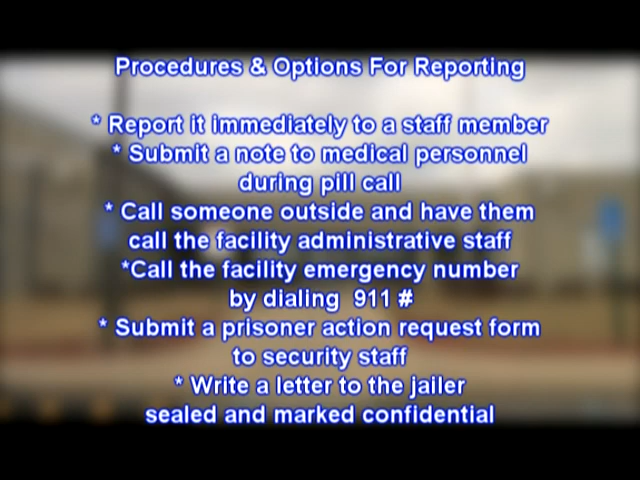 Procedures & Options For Reporting
* Report it immediately to a staff member
* Submit a note to medical personnel
during pill call
* Call someone outside and have them
call the facility administrative staff
*Call the facility emergency number
by dialing  911 #
* Submit a prisoner action request form
to security staff
* Write a letter to the jailer
sealed and marked confidential